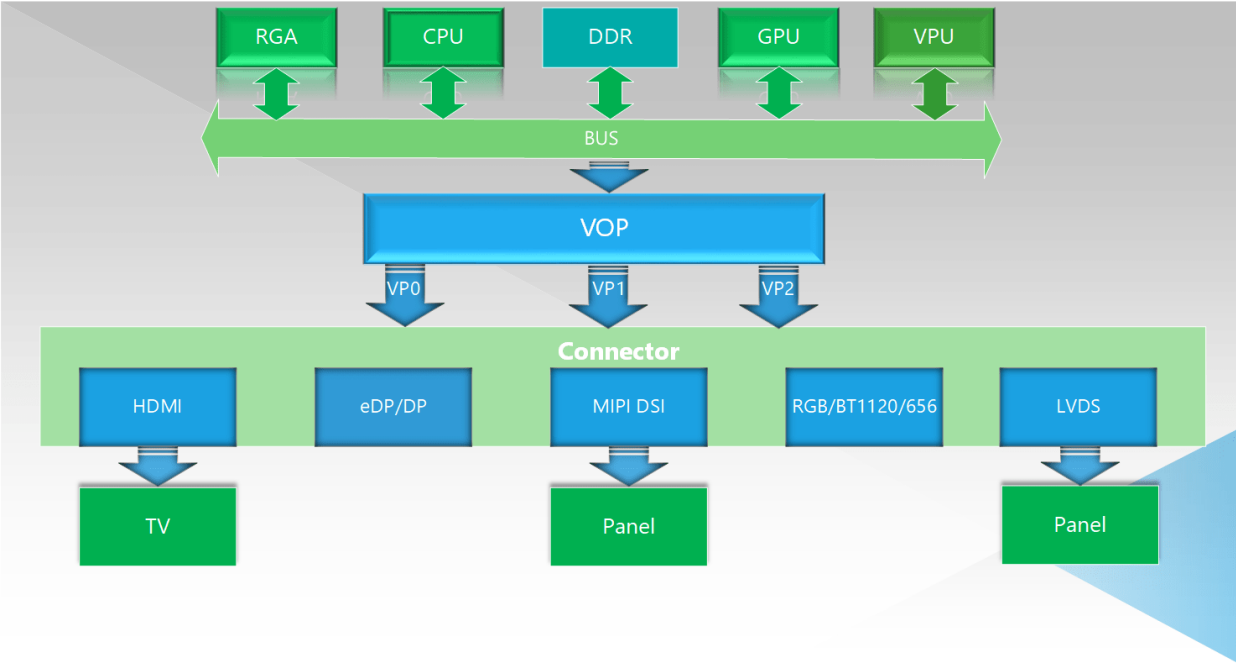 RGA
CPU
DDR
GPU
VPU
BUS
VOP
VP0
VP1
VP2
Connector
HDMI
eDP/DP
MIPI DSI
RGB/BT1120/656
LVDS
TV
Panel
Panel